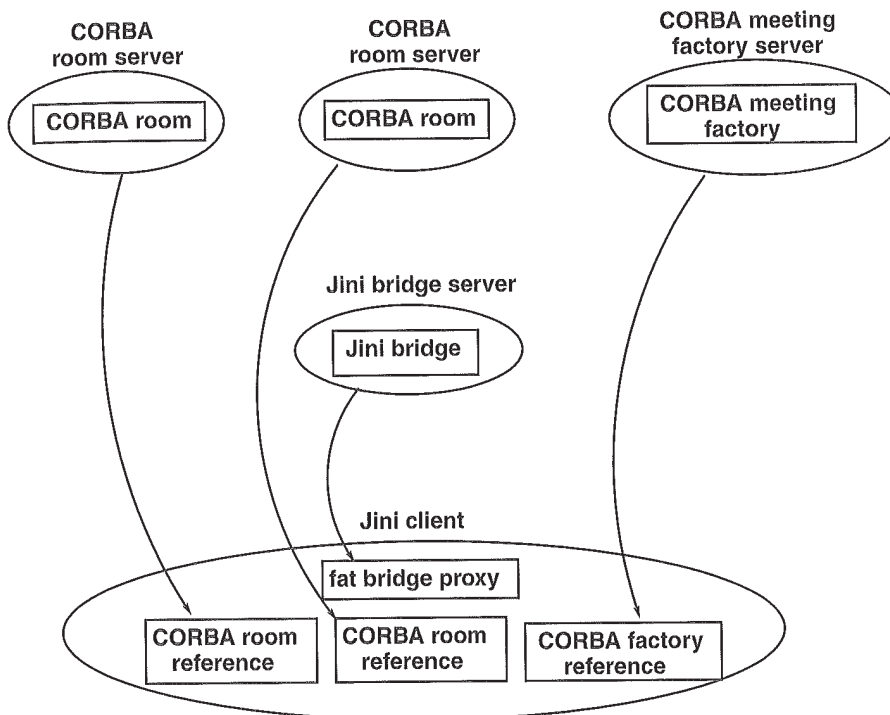 CORBA
room server
CORBA
room server
CORBA meeting
factory server
CORBA room
CORBA room
CORBA meeting
factory
Jini bridge server
Jini bridge
Jini client
fat bridge proxy
CORBA room
reference
CORBA room
reference
CORBA factory
reference